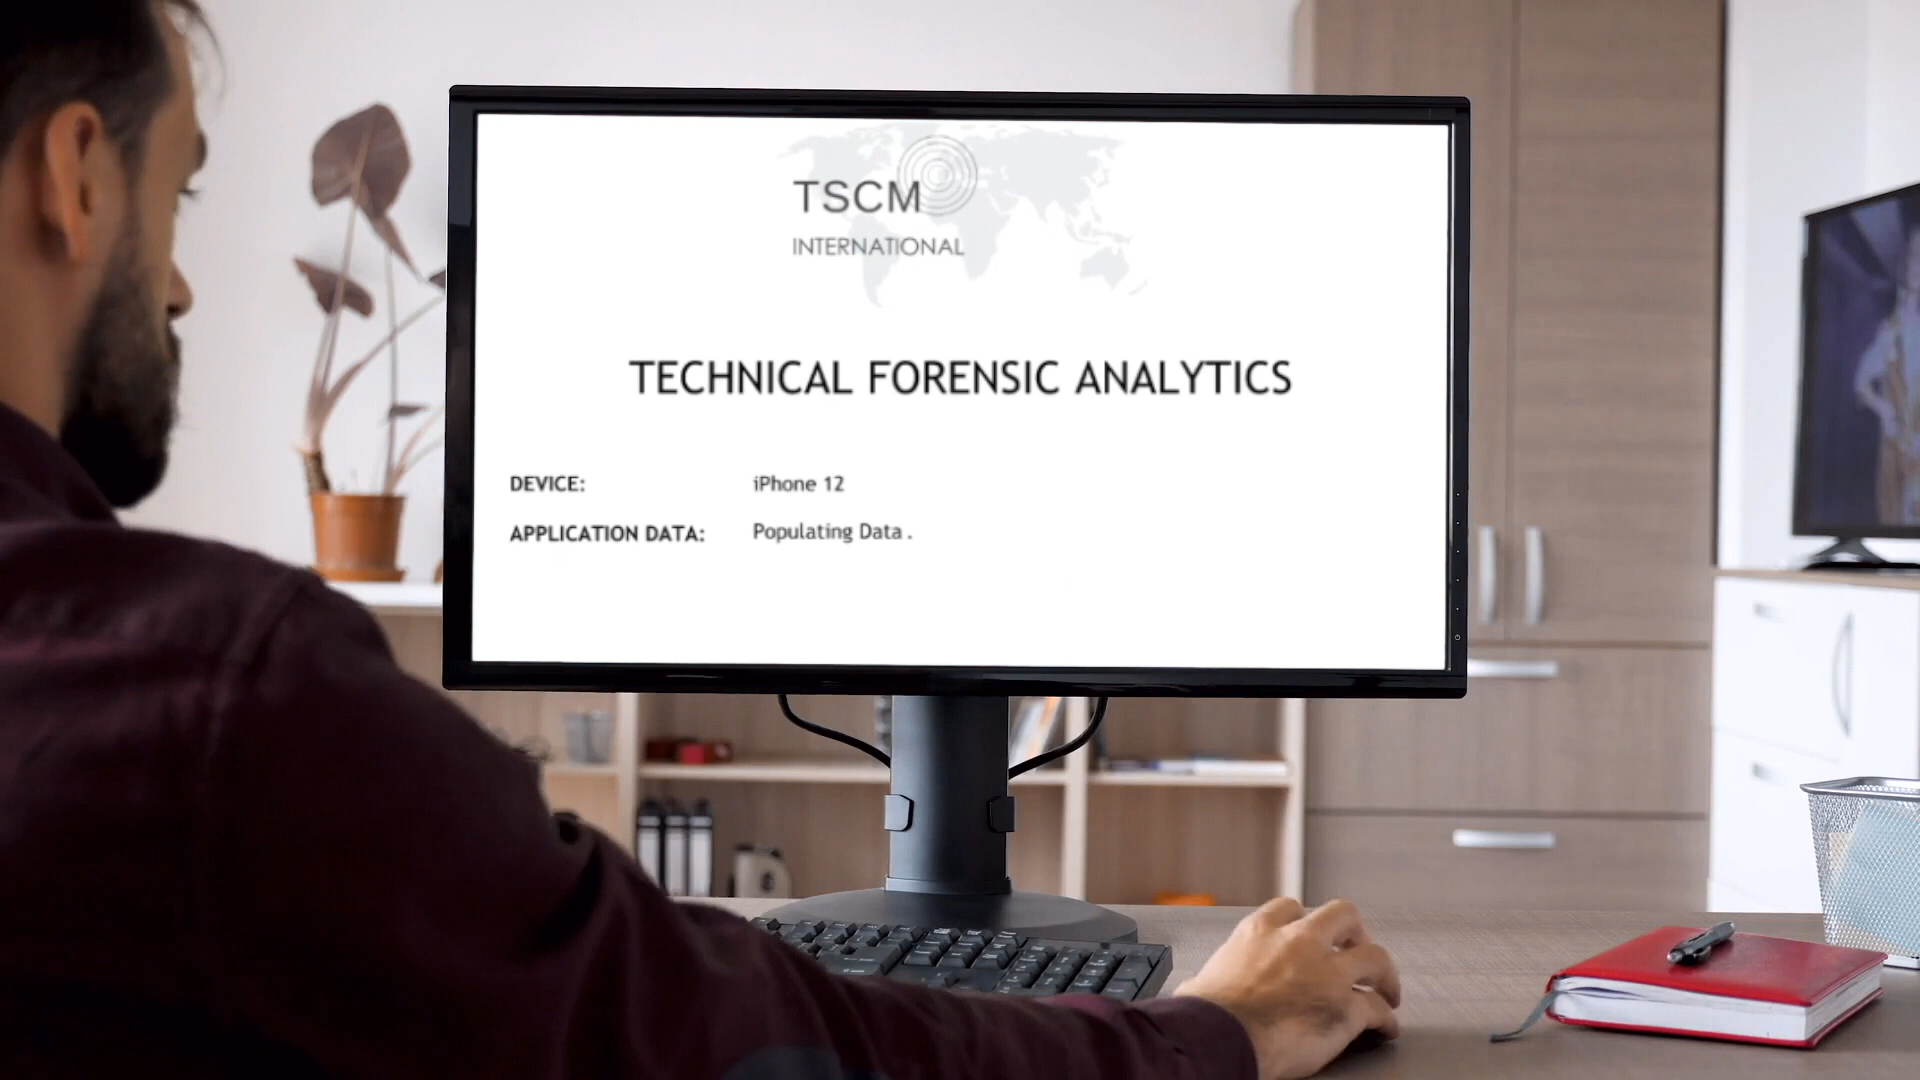 TSCM
INTERNATIONAL
TECHNICAL FORENSIC ANALYTICS
DEVICE: iPhone 12
APPLICATION DATA: Populating Data .